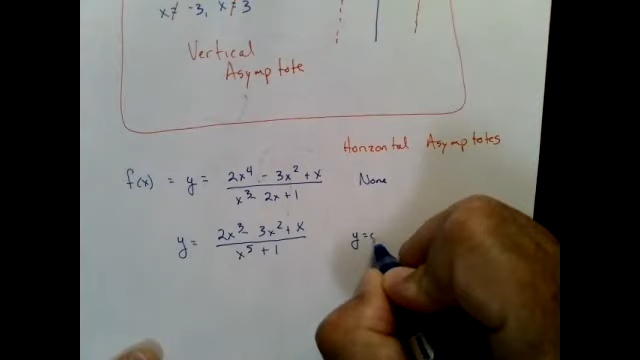 x ≠ -3, x ≠ 3
Vertical
Asymptote
Horizontal Asymptotes
f(x) = y = (2x⁴ - 3x² + x)/(x³ - 2x + 1) None
y = (2x³ - 3x² + x)/(x⁵ + 1) y =